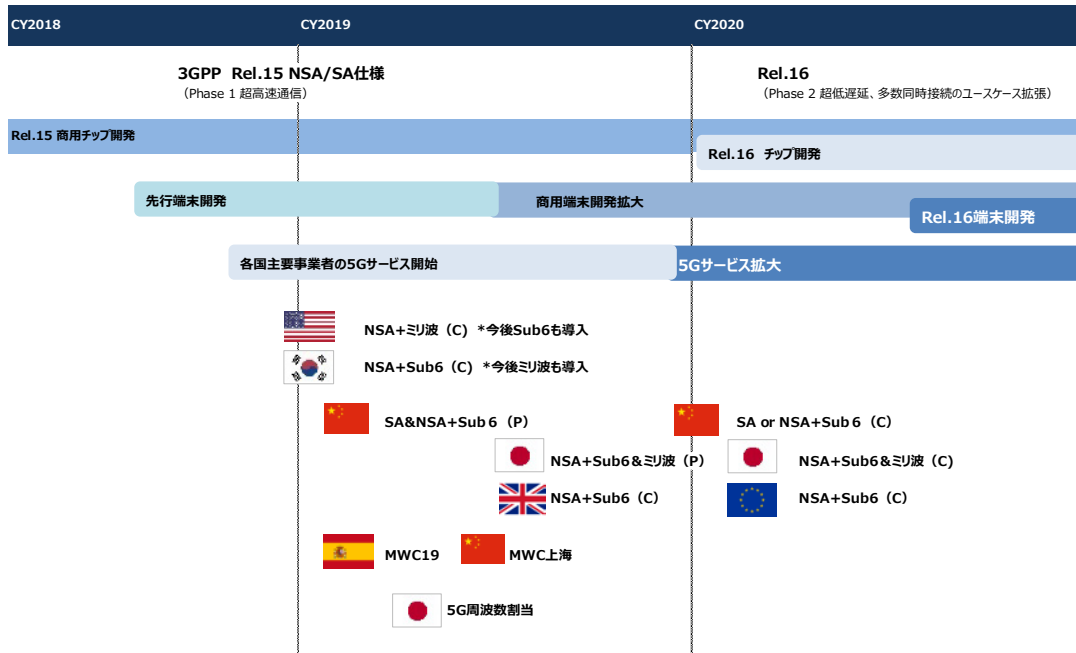 CY2018 CY2019 CY2020
3GPP Rel.15 NSA/SA仕様 Rel.16
（Phase 1 超高速通信） （Phase 2 超低遅延、多数同時接続のユースケース拡張）
Rel.15 商用チップ開発
Rel.16 チップ開発
先行端末開発 商用端末開発拡大
Rel.16端末開発
各国主要事業者の5Gサービス開始 5Gサービス拡大
NSA+ミリ波（C) *今後Sub6も導入
NSA+Sub6（C) *今後ミリ波も導入
SA&NSA+Sub６（P） SA or NSA+Sub６（C）
NSA+Sub6＆ミリ波（P） NSA+Sub6＆ミリ波（C)
NSA+Sub6（C） NSA+Sub6（C）
MWC19 MWC上海
5G周波数割当